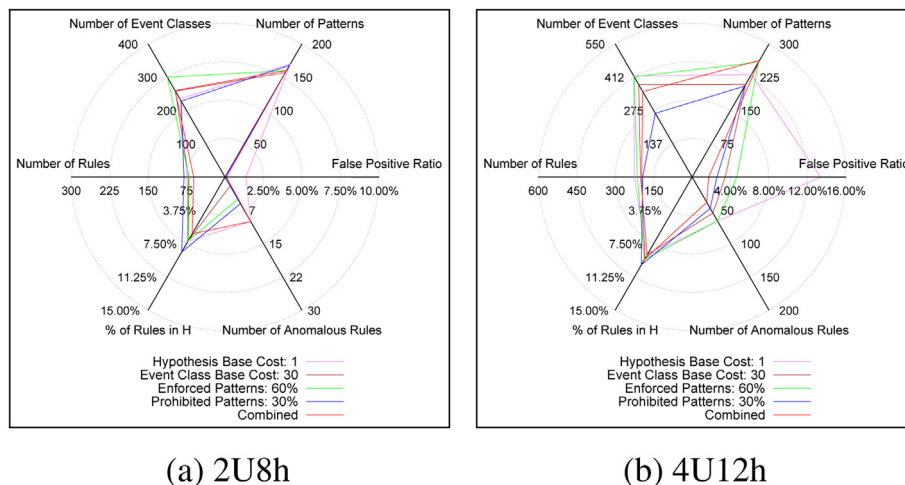 Number of Event Classes
Number of Patterns
400
200
300
150
200
100
100
50
Number of Rules
False Positive Ratio
300
225
150
75
2.50%
5.00%
7.50%
10.00%
3.75%
7
7.50%
15
11.25%
22
15.00%
30
% of Rules in H
Number of Anomalous Rules
Hypothesis Base Cost: 1
Event Class Base Cost: 30
Enforced Patterns: 60%
Prohibited Patterns: 30%
Combined
(a) 2U8h
Number of Event Classes
Number of Patterns
550
300
412
225
275
150
137
75
Number of Rules
False Positive Ratio
600
450
300
150
4.00%
8.00%
12.00%
16.00%
3.75%
50
7.50%
100
11.25%
150
15.00%
200
% of Rules in H
Number of Anomalous Rules
Hypothesis Base Cost: 1
Event Class Base Cost: 30
Enforced Patterns: 60%
Prohibited Patterns: 30%
Combined
(b) 4U12h